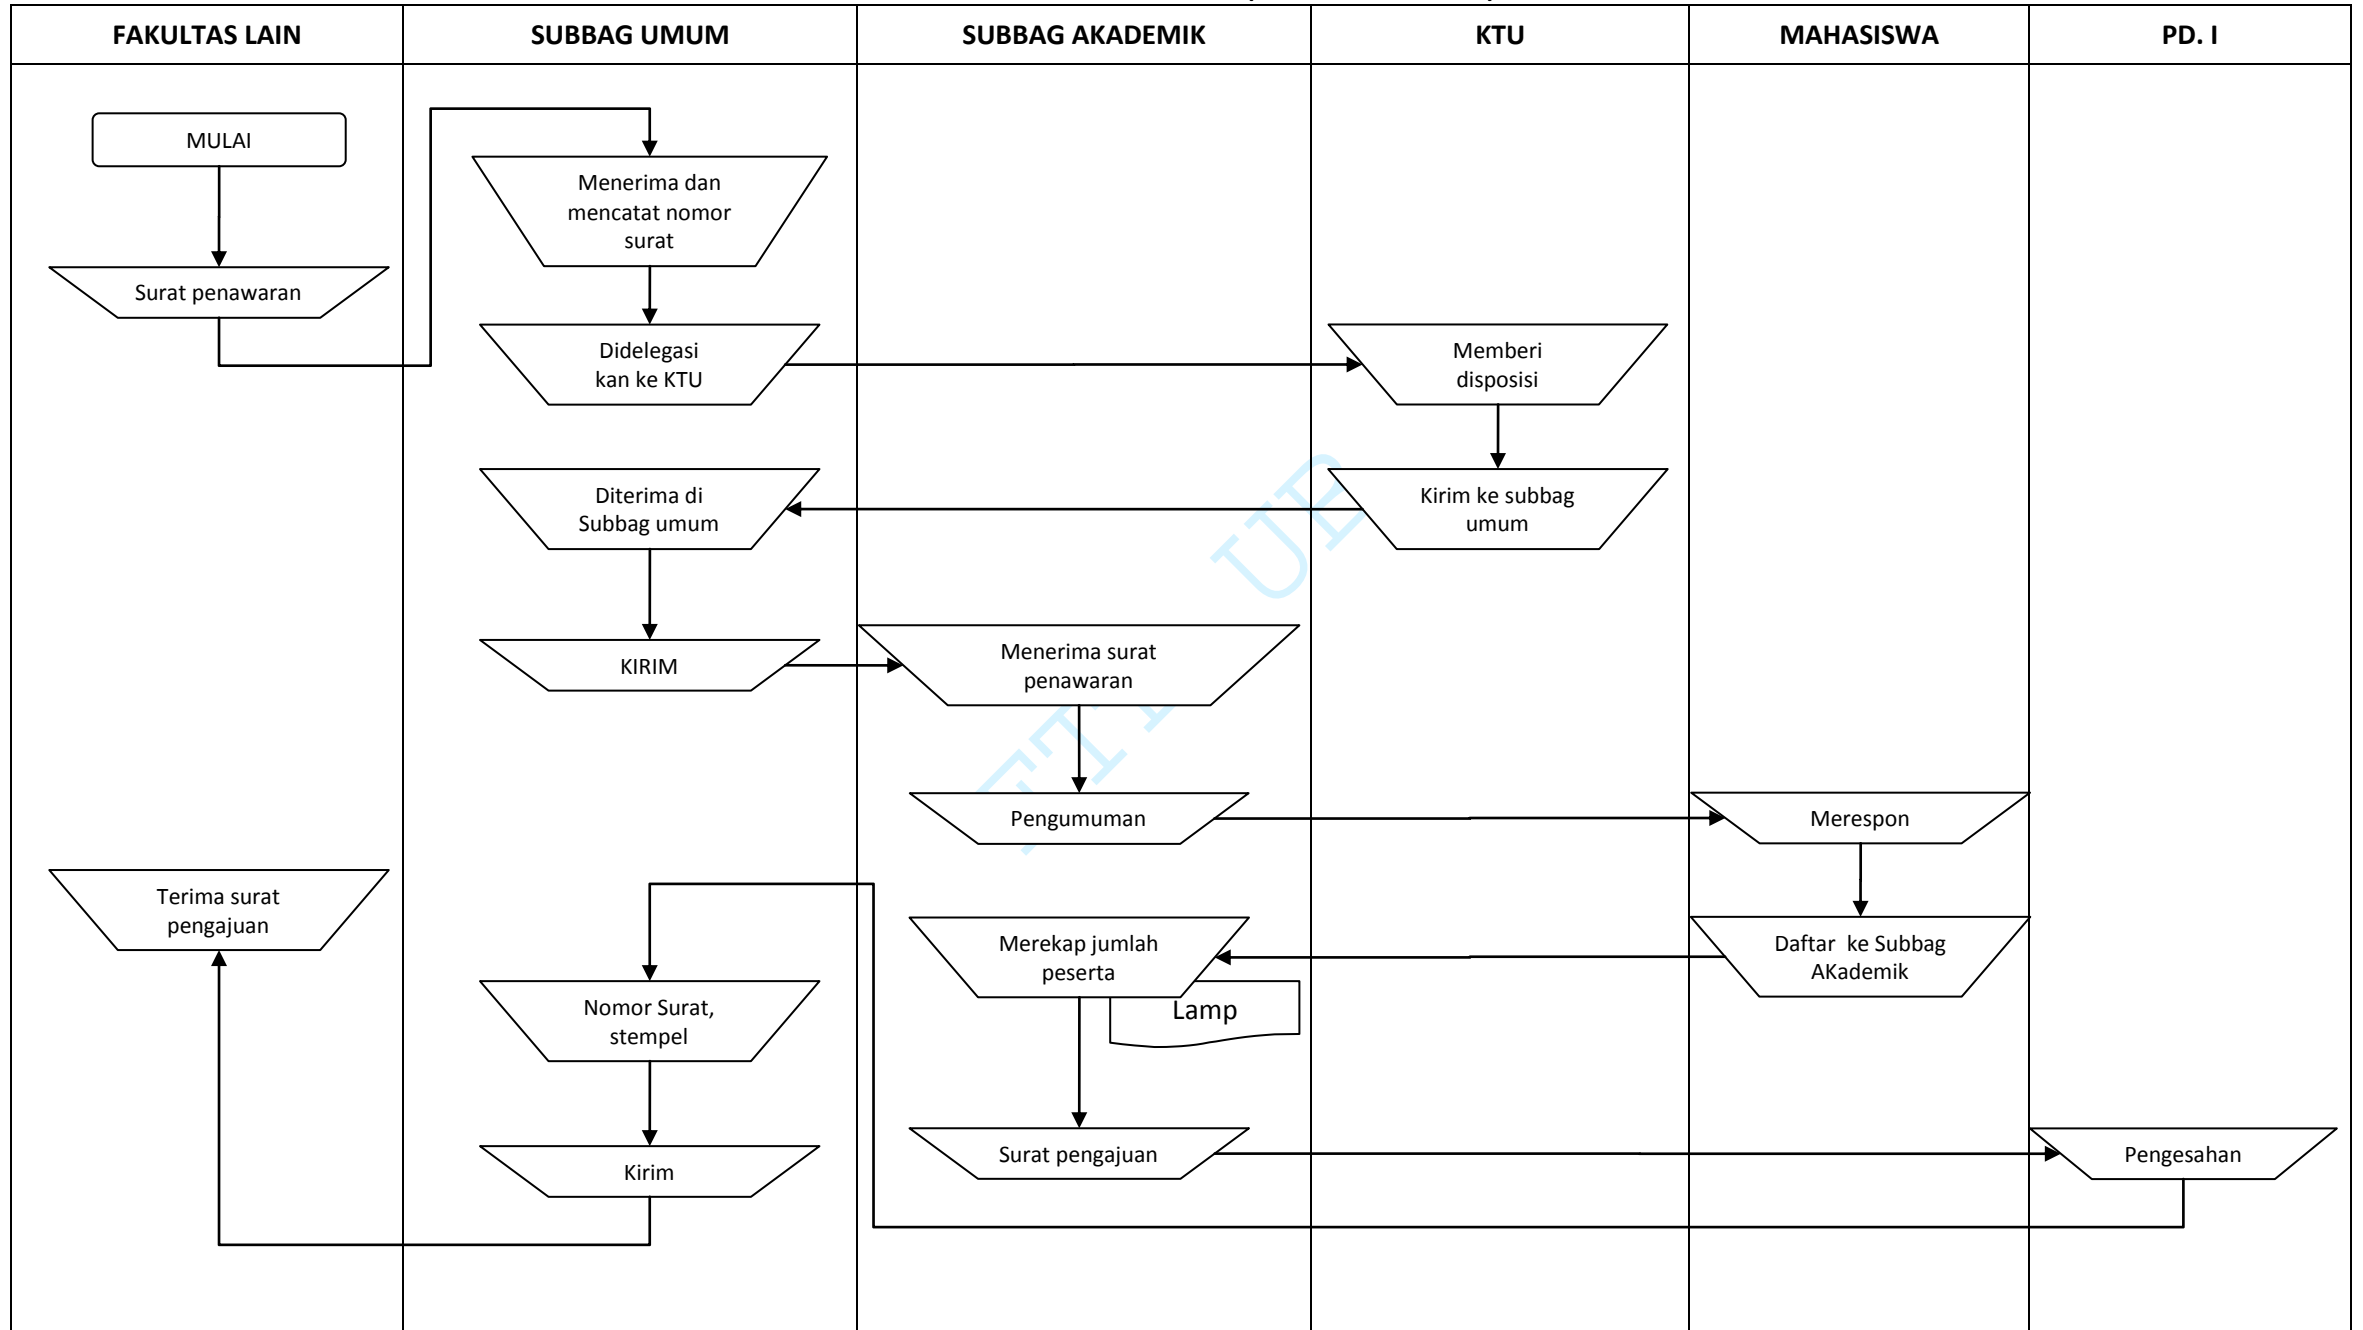 FAKULTAS LAIN
SUBBAG UMUM
SUBBAG AKADEMIK
KTU
MAHASISWA
PD. I
MULAI
Surat penawaran
Menerima dan
mencatat nomor
surat
Didelegasi
kan ke KTU
Memberi
disposisi
Kirim ke subbag
umum
Diterima di
Subbag umum
KIRIM
Menerima surat
penawaran
Pengumuman
Merespon
Daftar  ke Subbag
AKademik
Merekap jumlah
peserta
Lamp
Surat pengajuan
Pengesahan
Nomor Surat,
stempel
Kirim
Terima surat
pengajuan